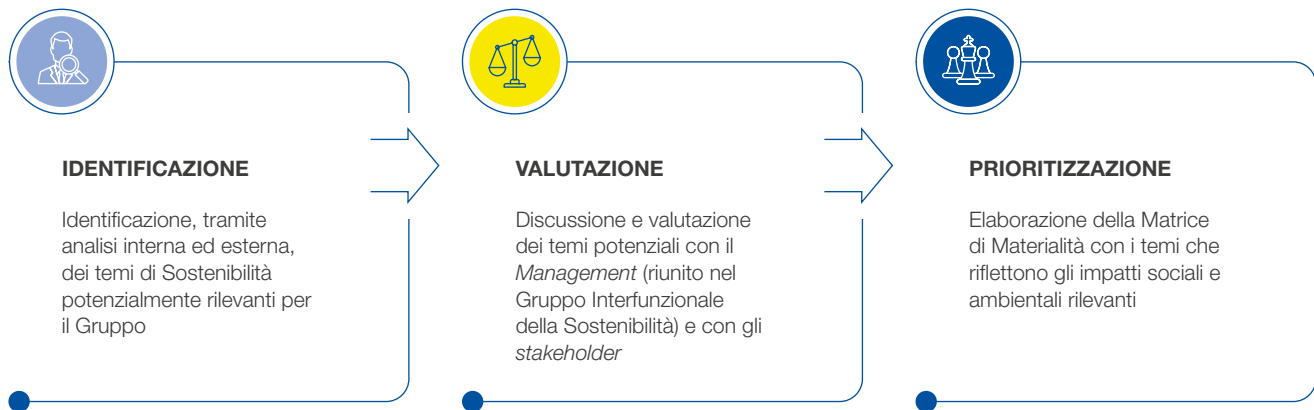 IDENTIFICAZIONE
Identificazione, tramite
analisi interna ed esterna,
dei temi di Sostenibilità
potenzialmente rilevanti per
il Gruppo
VALUTAZIONE
Discussione e valutazione
dei temi potenziali con il
Management (riunito nel
Gruppo Interfunzionale
della Sostenibilità) e con gli
stakeholder
PRIORITIZZAZIONE
Elaborazione della Matrice
di Materialità con i temi che
riflettono gli impatti sociali e
ambientali rilevanti